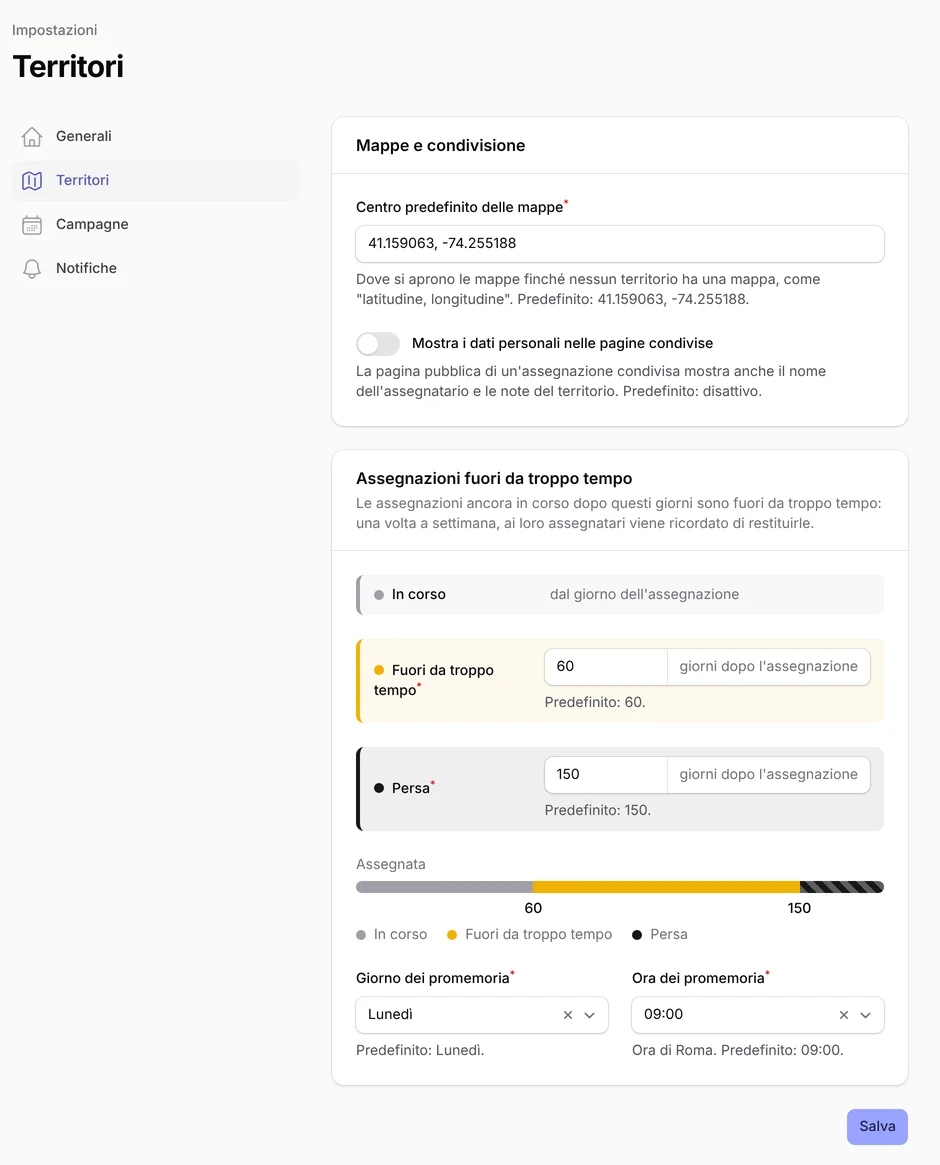 Impostazioni
Territori
Generali
Territori
Campagne
Notifiche
Mappe e condivisione
Centro predefinito delle mappe*
41.159063, -74.255188
Dove si aprono le mappe finché nessun territorio ha una mappa, come
"latitudine, longitudine". Predefinito: 41.159063, -74.255188.
Mostra i dati personali nelle pagine condivise
La pagina pubblica di un'assegnazione condivisa mostra anche il nome
dell'assegnatario e le note del territorio. Predefinito: disattivo.
Assegnazioni fuori da troppo tempo
Le assegnazioni ancora in corso dopo questi giorni sono fuori da troppo tempo:
una volta a settimana, ai loro assegnatari viene ricordato di restituirle.
In corso dal giorno dell'assegnazione
Fuori da troppo
tempo*
60 giorni dopo l'assegnazione
Predefinito: 60.
Persa*
150 giorni dopo l'assegnazione
Predefinito: 150.
Assegnata
60 150
In corso Fuori da troppo tempo Persa
Giorno dei promemoria*
Lunedì
Predefinito: Lunedì.
Ora dei promemoria*
09:00
Ora di Roma. Predefinito: 09:00.
Salva